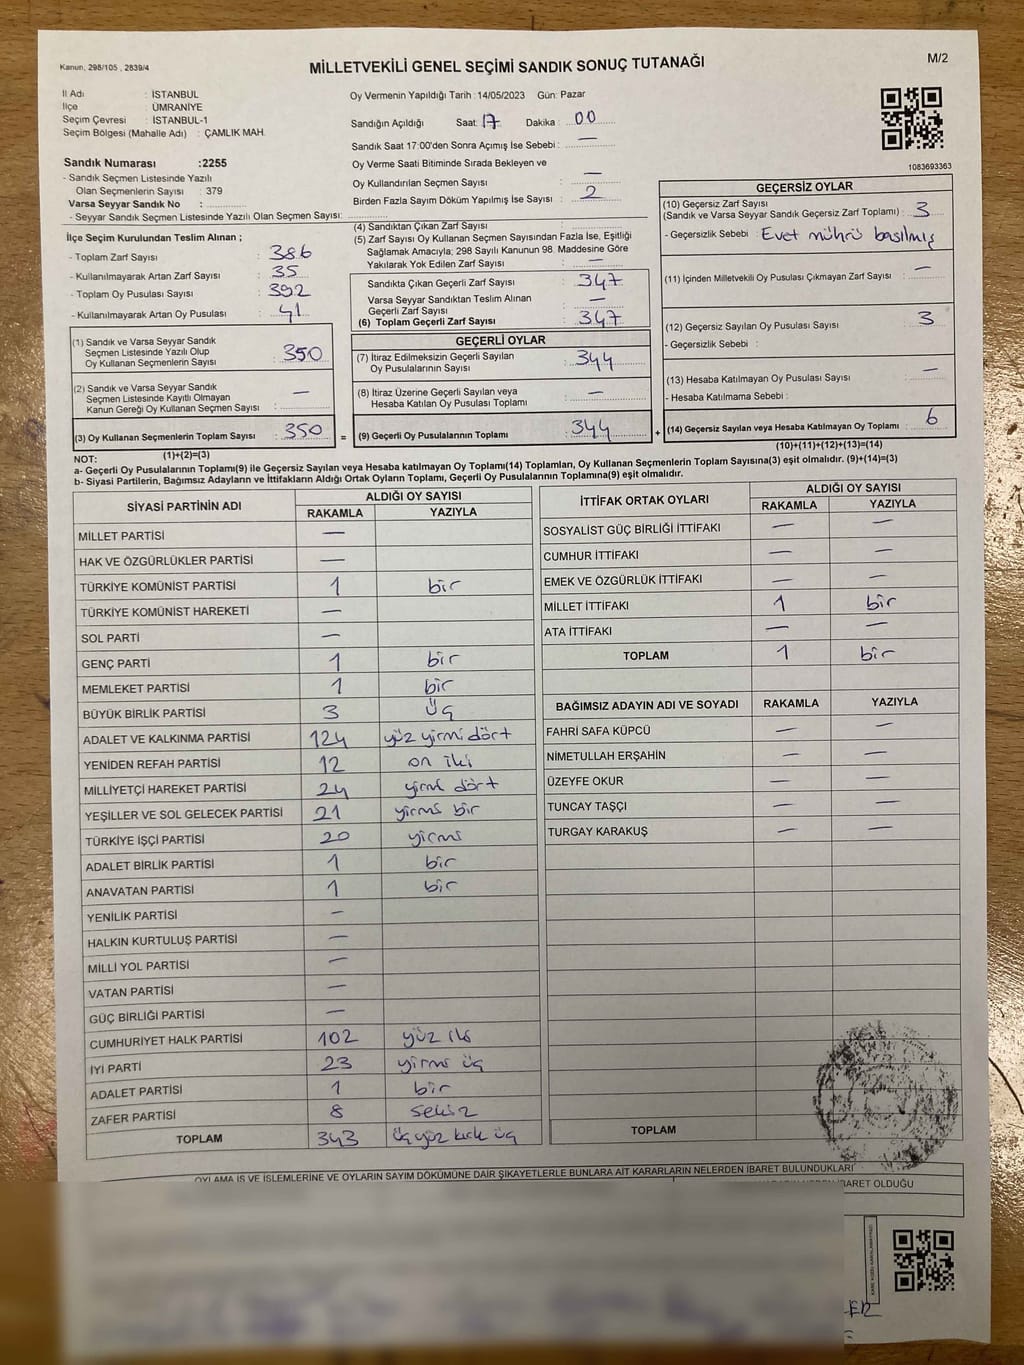 Kanun, 298/105 , 2839/4
MİLLETVEKİLİ GENEL SEÇİMİ SANDIK SONUÇ TUTANAĞI
M/2
İl Adı : İSTANBUL
İlçe : ÜMRANİYE
Seçim Çevresi : İSTANBUL-1
Seçim Bölgesi (Mahalle Adı) : ÇAMLIK MAH.
Sandık Numarası :2255
- Sandık Seçmen Listesinde Yazılı
Olan Seçmenlerin Sayısı : 379
Varsa Seyyar Sandık No :
- Seyyar Sandık Seçmen Listesinde Yazılı Olan Seçmen Sayısı:
Oy Vermenin Yapıldığı Tarih : 14/05/2023 Gün: Pazar
Sandığın Açıldığı Saat: 17 Dakika : 00
Sandık Saat 17:00'den Sonra Açımış İse Sebebi : —
Oy Verme Saati Bitiminde Sırada Bekleyen ve
Oy Kullandırılan Seçmen Sayısı : —
Birden Fazla Sayım Döküm Yapılmış İse Sayısı : 2
1083693363
İlçe Seçim Kurulundan Teslim Alınan ;
- Toplam Zarf Sayısı : 386
- Kullanılmayarak Artan Zarf Sayısı : 35
- Toplam Oy Pusulası Sayısı : 392
- Kullanılmayarak Artan Oy Pusulası : 41
(4) Sandıktan Çıkan Zarf Sayısı :
(5) Zarf Sayısı Oy Kullanan Seçmen Sayısından Fazla İse, Eşitliği
Sağlamak Amacıyla; 298 Sayılı Kanunun 98. Maddesine Göre
Yakılarak Yok Edilen Zarf Sayısı : —
Sandıkta Çıkan Geçerli Zarf Sayısı : 347
Varsa Seyyar Sandıktan Teslim Alınan
Geçerli Zarf Sayısı : —
(6) Toplam Geçerli Zarf Sayısı : 347
GEÇERSİZ OYLAR
(10) Geçersiz Zarf Sayısı
(Sandık ve Varsa Seyyar Sandık Geçersiz Zarf Toplamı) : 3
- Geçersizlik Sebebi : Evet mührü basılmış
(11) İçinden Milletvekili Oy Pusulası Çıkmayan Zarf Sayısı : —
(12) Geçersiz Sayılan Oy Pusulası Sayısı : 3
- Geçersizlik Sebebi :
(13) Hesaba Katılmayan Oy Pusulası Sayısı : —
- Hesaba Katılmama Sebebi :
(14) Geçersiz Sayılan veya Hesaba Katılmayan Oy Toplamı : 6
(10)+(11)+(12)+(13)=(14)
(1) Sandık ve Varsa Seyyar Sandık
Seçmen Listesinde Yazılı Olup
Oy Kullanan Seçmenlerin Sayısı : 350
(2) Sandık ve Varsa Seyyar Sandık
Seçmen Listesinde Kayıtlı Olmayan
Kanun Gereği Oy Kullanan Seçmen Sayısı : —
(3) Oy Kullanan Seçmenlerin Toplam Sayısı : 350 =
(1)+(2)=(3)
GEÇERLİ OYLAR
(7) İtiraz Edilmeksizin Geçerli Sayılan
Oy Pusulalarının Sayısı : 344
(8) İtiraz Üzerine Geçerli Sayılan veya
Hesaba Katılan Oy Pusulası Toplamı : —
(9) Geçerli Oy Pusulalarının Toplamı : 344 +
NOT:
a- Geçerli Oy Pusulalarının Toplamı(9) ile Geçersiz Sayılan veya Hesaba katılmayan Oy Toplamı(14) Toplamları, Oy Kullanan Seçmenlerin Toplam Sayısına(3) eşit olmalıdır. (9)+(14)=(3)
b- Siyasi Partilerin, Bağımsız Adayların ve İttifakların Aldığı Ortak Oyların Toplamı, Geçerli Oy Pusulalarının Toplamına(9) eşit olmalıdır.
SİYASİ PARTİNİN ADI ALDIĞI OY SAYISI
RAKAMLA YAZIYLA
MİLLET PARTİSİ —
HAK VE ÖZGÜRLÜKLER PARTİSİ —
TÜRKİYE KOMÜNİST PARTİSİ 1 bir
TÜRKİYE KOMÜNİST HAREKETİ —
SOL PARTİ —
GENÇ PARTİ 1 bir
MEMLEKET PARTİSİ 1 bir
BÜYÜK BİRLİK PARTİSİ 3 üç
ADALET VE KALKINMA PARTİSİ 124 yüz yirmi dört
YENİDEN REFAH PARTİSİ 12 on iki
MİLLİYETÇİ HAREKET PARTİSİ 24 yirmi dört
YEŞİLLER VE SOL GELECEK PARTİSİ 21 yirmi bir
TÜRKİYE İŞÇİ PARTİSİ 20 yirmi
ADALET BİRLİK PARTİSİ 1 bir
ANAVATAN PARTİSİ 1 bir
YENİLİK PARTİSİ —
HALKIN KURTULUŞ PARTİSİ —
MİLLİ YOL PARTİSİ —
VATAN PARTİSİ —
GÜÇ BİRLİĞİ PARTİSİ —
CUMHURİYET HALK PARTİSİ 102 yüz iki
İYİ PARTİ 23 yirmi üç
ADALET PARTİSİ 1 bir
ZAFER PARTİSİ 8 sekiz
TOPLAM 343 üç yüz kırk üç
İTTİFAK ORTAK OYLARI ALDIĞI OY SAYISI
RAKAMLA YAZIYLA
SOSYALİST GÜÇ BİRLİĞİ İTTİFAKI — —
CUMHUR İTTİFAKI — —
EMEK VE ÖZGÜRLÜK İTTİFAKI — —
MİLLET İTTİFAKI 1 bir
ATA İTTİFAKI — —
TOPLAM 1 bir
BAĞIMSIZ ADAYIN ADI VE SOYADI RAKAMLA YAZIYLA
FAHRİ SAFA KÜPCÜ — —
NİMETULLAH ERŞAHİN — —
ÜZEYFE OKUR — —
TUNCAY TAŞÇI — —
TURGAY KARAKUŞ — —
TOPLAM
OYLAMA İŞ VE İŞLEMLERİNE VE OYLARIN SAYIM DÖKÜMÜNE DAİR ŞİKAYETLERLE BUNLARA AİT KARARLARIN NELERDEN İBARET BULUNDUKLARI
İBARET OLDUĞU